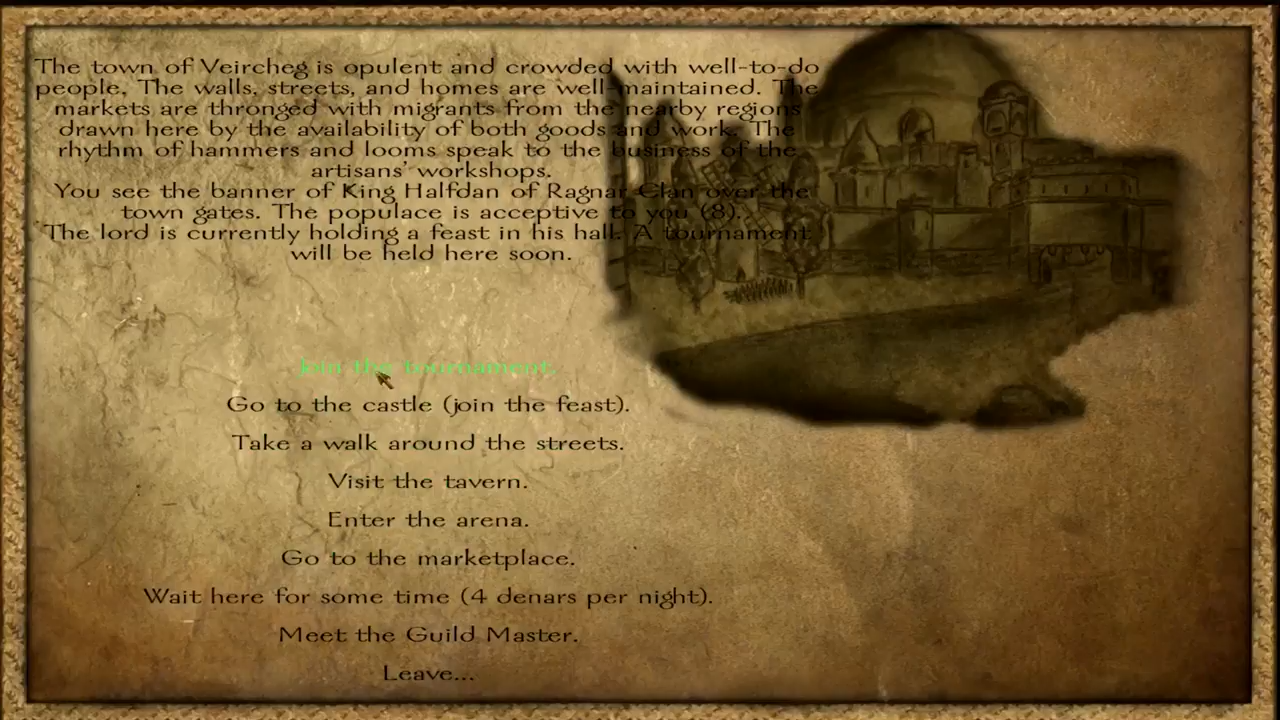 The town of Veircheg is opulent and crowded with well-to-do
people. The walls, streets, and homes are well-maintained. The
markets are thronged with migrants from the nearby regions
drawn here by the availability of both goods and work. The
rhythm of hammers and looms speak to the business of the
artisans' workshops.
You see the banner of King Halfdan of Ragnar Clan over the
town gates. The populace is acceptive to you (8).
The lord is currently holding a feast in his hall. A tournament
will be held here soon.
Join the tournament.
Go to the castle (join the feast).
Take a walk around the streets.
Visit the tavern.
Enter the arena.
Go to the marketplace.
Wait here for some time (4 denars per night).
Meet the Guild Master.
Leave...